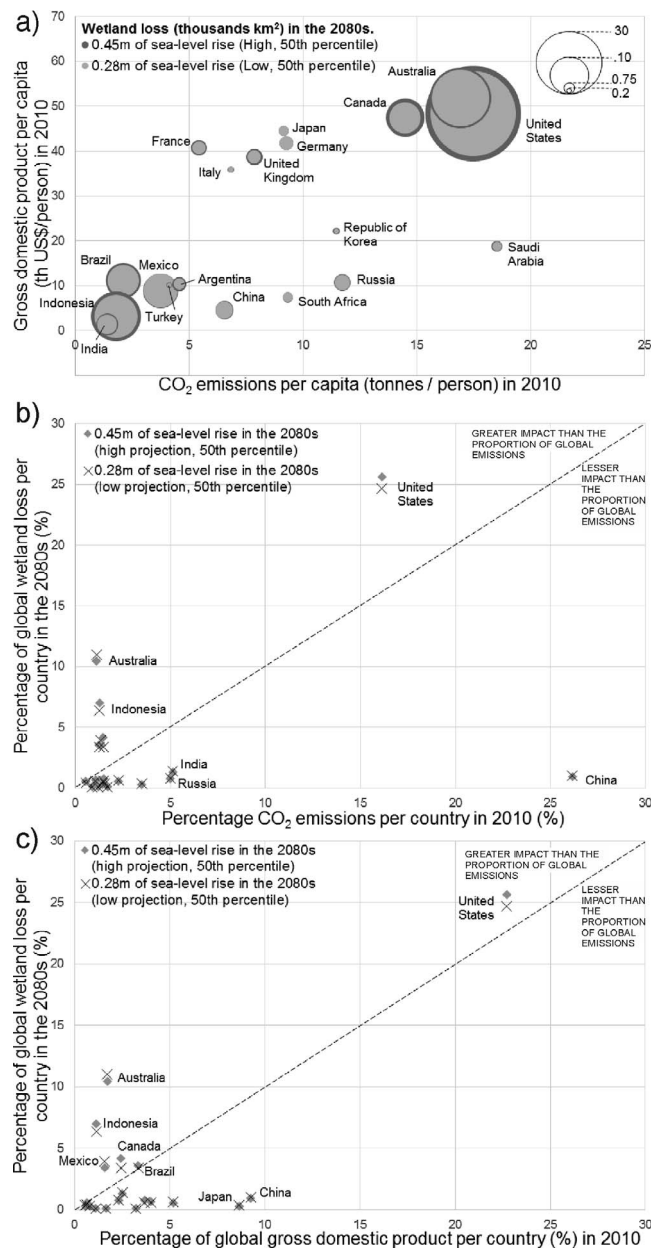 a)
Wetland loss (thousands km²) in the 2080s.
0.45m of sea-level rise (High, 50th percentile)
0.28m of sea-level rise (Low, 50th percentile)
30
10
0.75
0.2
Gross domestic product per capita
(th US$/person) in 2010
70
60
50
40
30
20
10
0
Australia
Canada
United
States
Japan
Germany
France
Italy
United
Kingdom
Republic of
Korea
Saudi
Arabia
Brazil
Mexico
Argentina
Russia
Indonesia
Turkey
China
South Africa
India
0 5 10 15 20 25
CO₂ emissions per capita (tonnes / person) in 2010
b)
0.45m of sea-level rise in the 2080s
(high projection, 50th percentile)
0.28m of sea-level rise in the 2080s
(low projection, 50th percentile)
GREATER IMPACT THAN THE
PROPORTION OF GLOBAL
EMISSIONS
LESSER
IMPACT THAN
THE
PROPORTION
OF GLOBAL
EMISSIONS
Percentage of global wetland loss per
country in the 2080s (%)
30
25
20
15
10
5
0
United
States
Australia
Indonesia
India
Russia
China
0 5 10 15 20 25 30
Percentage CO₂ emissions per country in 2010 (%)
c)
0.45m of sea-level rise in the 2080s
(high projection, 50th percentile)
0.28m of sea-level rise in the 2080s
(low projection, 50th percentile)
GREATER IMPACT THAN THE
PROPORTION OF GLOBAL
EMISSIONS
LESSER
IMPACT THAN
THE
PROPORTION
OF GLOBAL
EMISSIONS
Percentage of global wetland loss per
country in the 2080s (%)
30
25
20
15
10
5
0
United
States
Australia
Indonesia
Canada
Mexico
Brazil
Japan
China
0 5 10 15 20 25 30
Percentage of global gross domestic product per country (%) in 2010